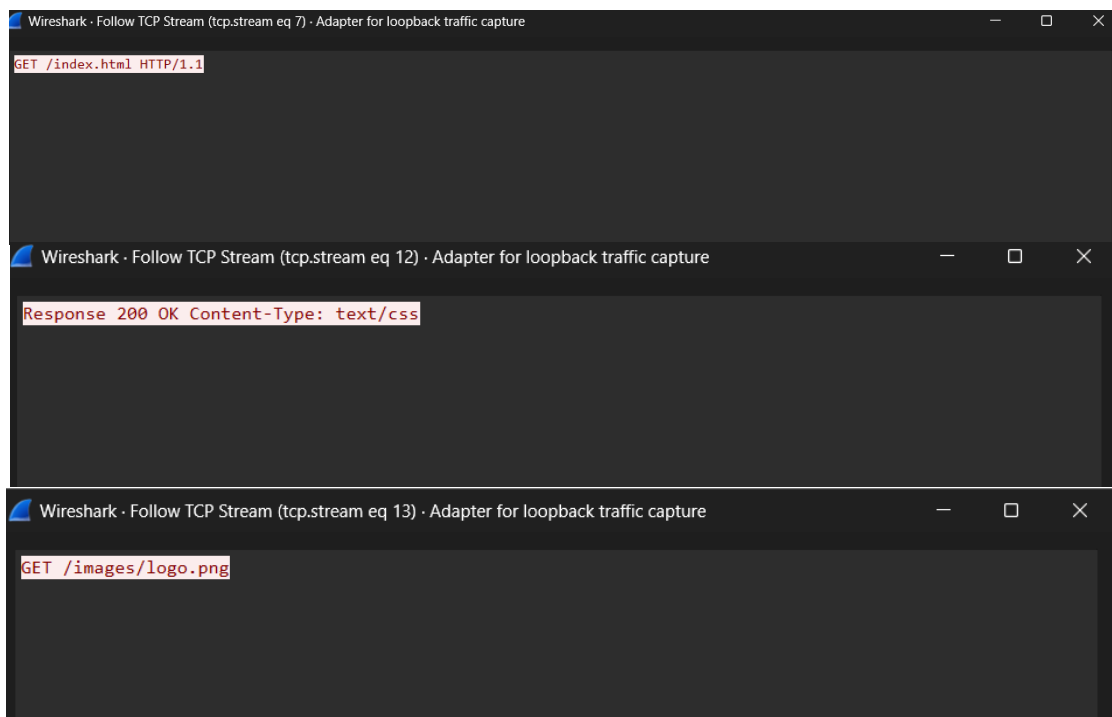 Wireshark · Follow TCP Stream (tcp.stream eq 7) · Adapter for loopback traffic capture
GET /index.html HTTP/1.1
Wireshark · Follow TCP Stream (tcp.stream eq 12) · Adapter for loopback traffic capture
Response 200 OK Content-Type: text/css
Wireshark · Follow TCP Stream (tcp.stream eq 13) · Adapter for loopback traffic capture
GET /images/logo.png